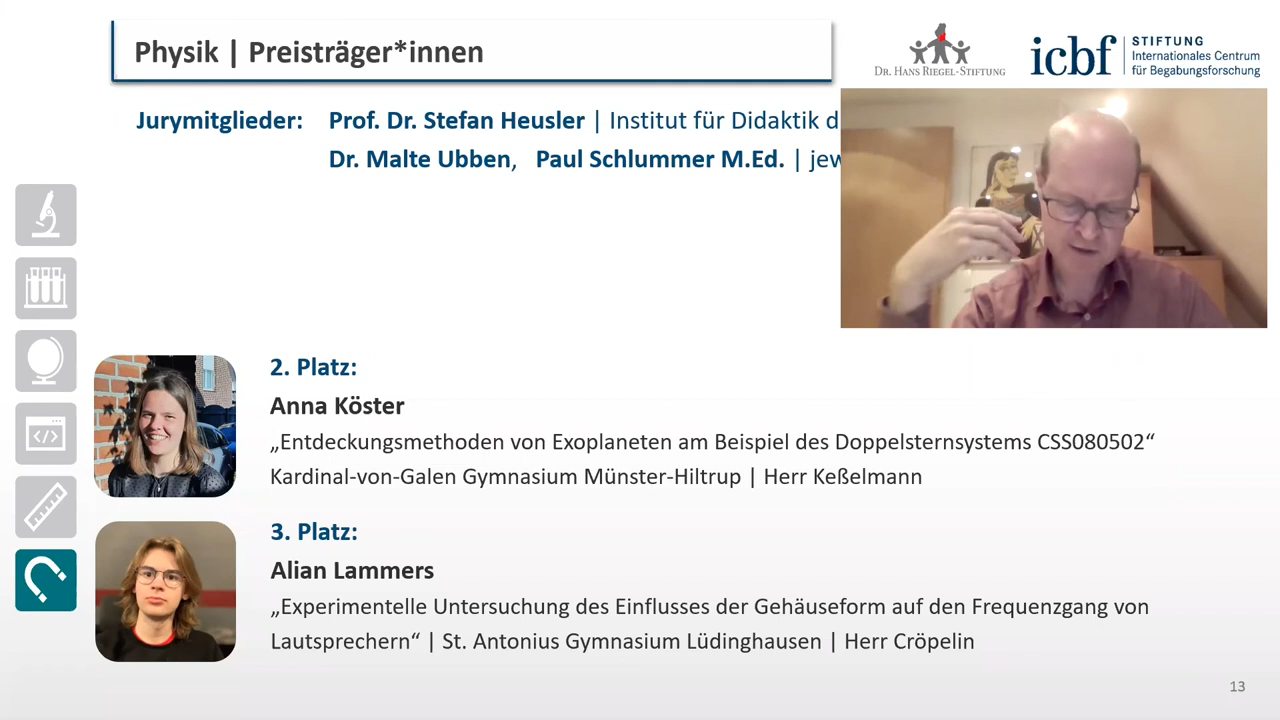 Physik | Preisträger*innen
DR. HANS RIEGEL-STIFTUNG
icbf
STIFTUNG
Internationales Centrum
für Begabungsforschung
Jurymitglieder: Prof. Dr. Stefan Heusler | Institut für Didaktik d
Dr. Malte Ubben, Paul Schlummer M.Ed. | jew
2. Platz:
Anna Köster
„Entdeckungsmethoden von Exoplaneten am Beispiel des Doppelsternsystems CSS080502“
Kardinal-von-Galen Gymnasium Münster-Hiltrup | Herr Keßelmann
3. Platz:
Alian Lammers
„Experimentelle Untersuchung des Einflusses der Gehäuseform auf den Frequenzgang von
Lautsprechern“ | St. Antonius Gymnasium Lüdinghausen | Herr Cröpelin
13